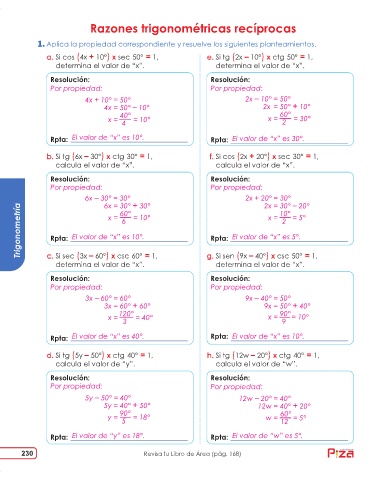 Razones trigonométricas recíprocas
1. Aplica la propiedad correspondiente y resuelve los siguientes planteamientos.
a. Si cos (4x + 10°) x sec 50° = 1,
determina el valor de "x".
Resolución:
Por propiedad:
4x + 10° = 50°
4x = 50° – 10°
x = 40°/4 = 10°
Rpta: El valor de "x" es 10°.
b. Si tg (6x – 30°) x ctg 30° = 1,
calcula el valor de "x".
Resolución:
Por propiedad:
6x – 30° = 30°
6x = 30° + 30°
x = 60°/6 = 10°
Rpta: El valor de "x" es 10°.
c. Si sec (3x – 60°) x csc 60° = 1,
determina el valor de "x".
Resolución:
Por propiedad:
3x – 60° = 60°
3x = 60° + 60°
x = 120°/3 = 40°
Rpta: El valor de "x" es 40°.
d. Si tg (5y – 50°) x ctg 40° = 1,
calcula el valor de "y".
Resolución:
Por propiedad:
5y – 50° = 40°
5y = 40° + 50°
y = 90°/5 = 18°
Rpta: El valor de "y" es 18°.
e. Si tg (2x – 10°) x ctg 50° = 1,
determina el valor de "x".
Resolución:
Por propiedad:
2x – 10° = 50°
2x = 50° + 10°
x = 60°/2 = 30°
Rpta: El valor de "x" es 30°.
f. Si cos (2x + 20°) x sec 30° = 1,
calcula el valor de "x".
Resolución:
Por propiedad:
2x + 20° = 30°
2x = 30° – 20°
x = 10°/2 = 5°
Rpta: El valor de "x" es 5°.
g. Si sen (9x – 40°) x csc 50° = 1,
determina el valor de "x".
Resolución:
Por propiedad:
9x – 40° = 50°
9x = 50° + 40°
x = 90°/9 = 10°
Rpta: El valor de "x" es 10°.
h. Si tg (12w – 20°) x ctg 40° = 1,
calcula el valor de "w".
Resolución:
Por propiedad:
12w – 20° = 40°
12w = 40° + 20°
w = 60°/12 = 5°
Rpta: El valor de "w" es 5°.
Trigonometría
230
Revisa tu Libro de Área (pág. 168)
Piza